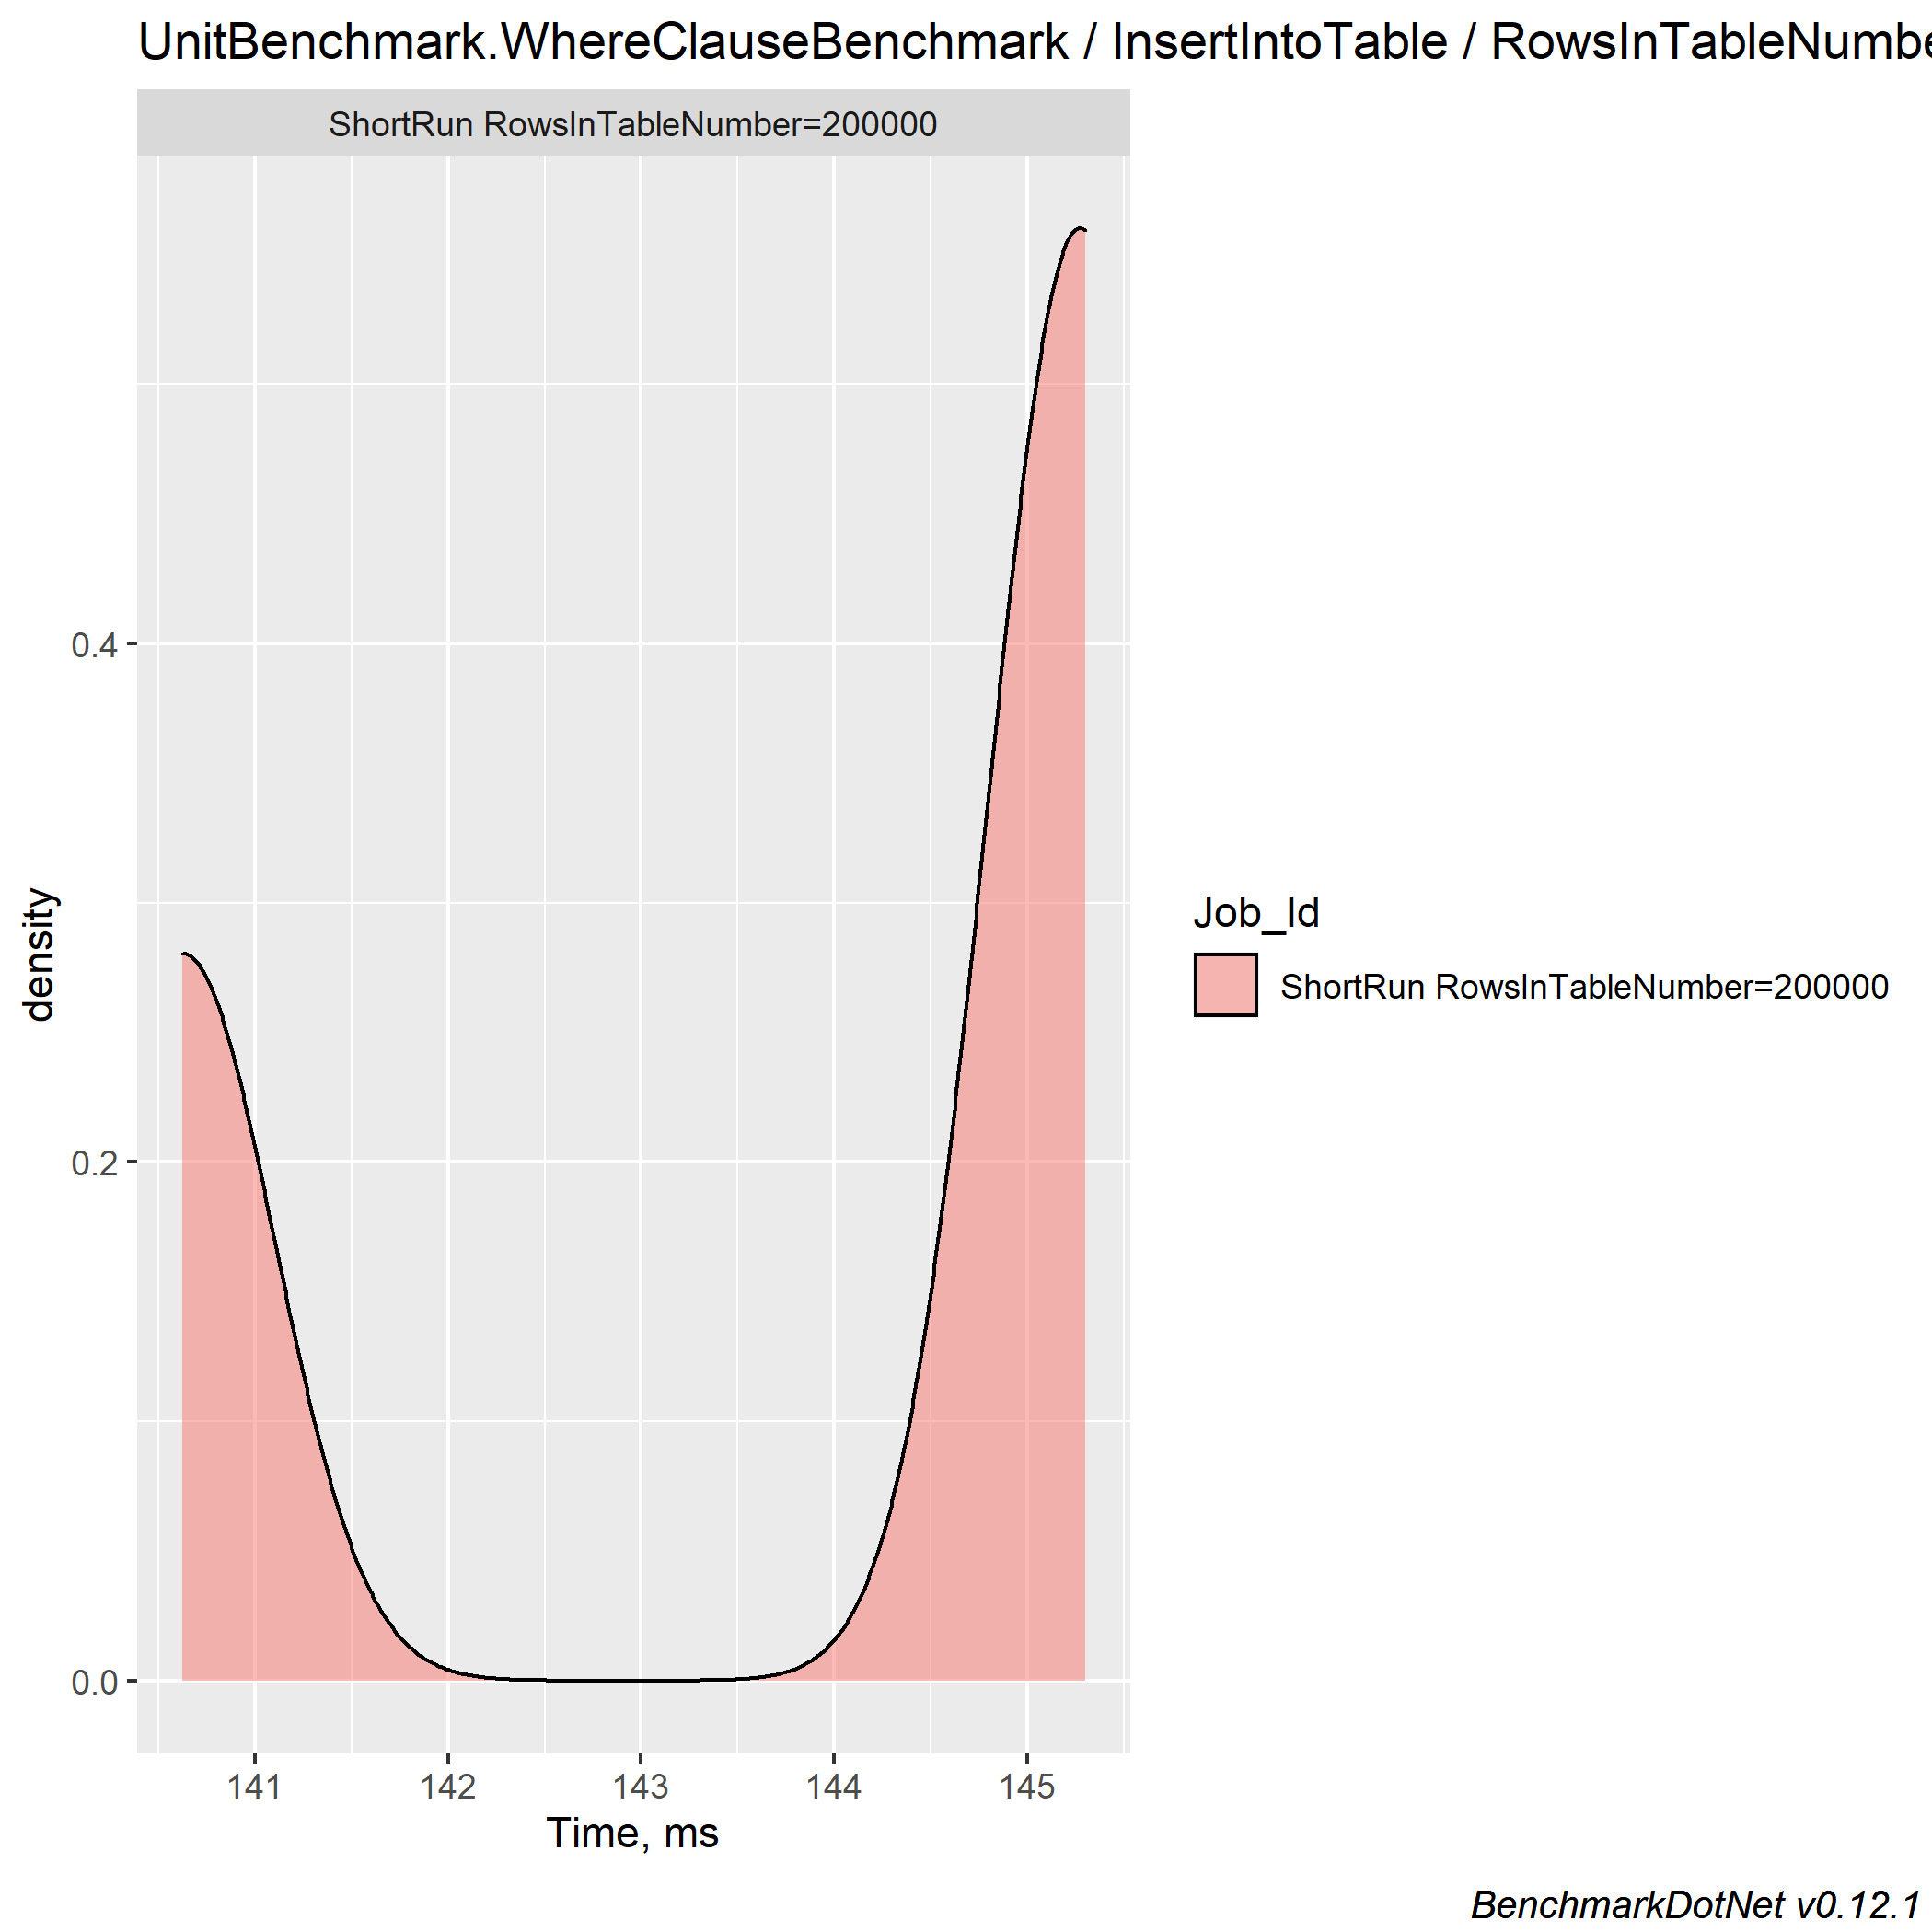 UnitBenchmark.WhereClauseBenchmark / InsertIntoTable / RowsInTableNumbe
ShortRun RowsInTableNumber=200000
0.4
0.2
0.0
density
141 142 143 144 145
Time, ms
Job_Id
ShortRun RowsInTableNumber=200000
BenchmarkDotNet v0.12.1